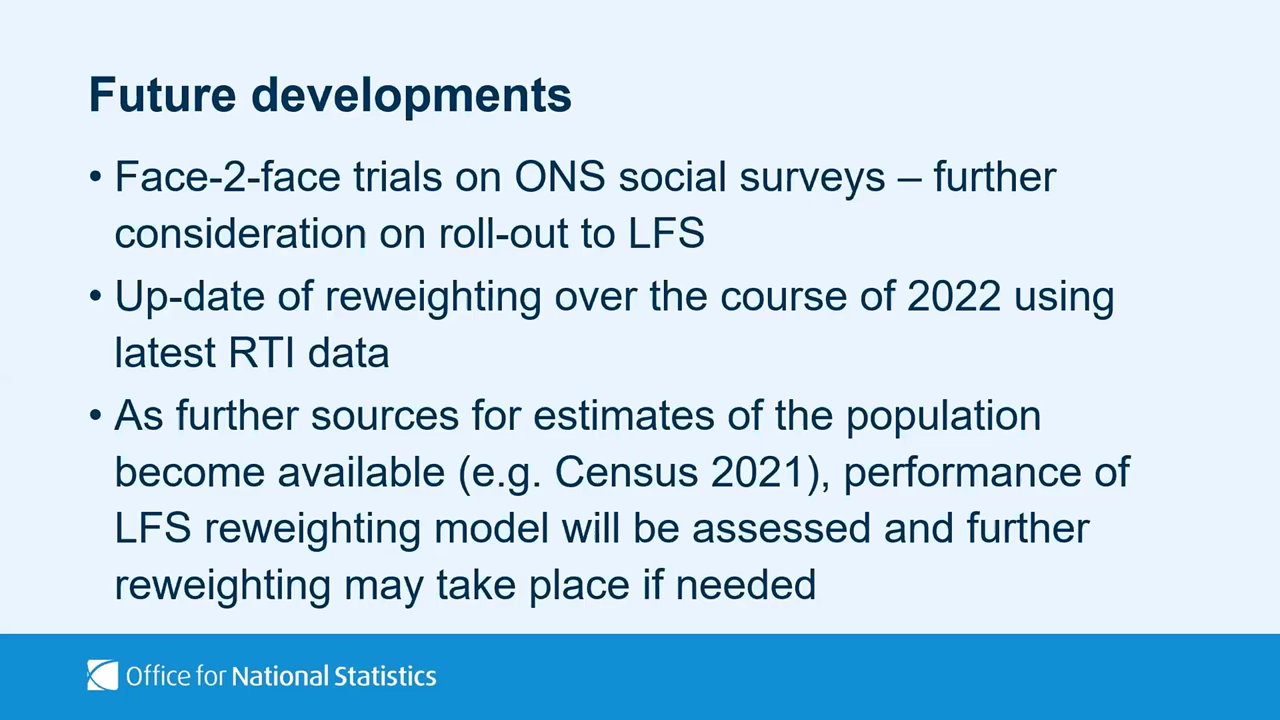 Future developments
• Face-2-face trials on ONS social surveys – further
consideration on roll-out to LFS
• Up-date of reweighting over the course of 2022 using
latest RTI data
• As further sources for estimates of the population
become available (e.g. Census 2021), performance of
LFS reweighting model will be assessed and further
reweighting may take place if needed
Office for National Statistics